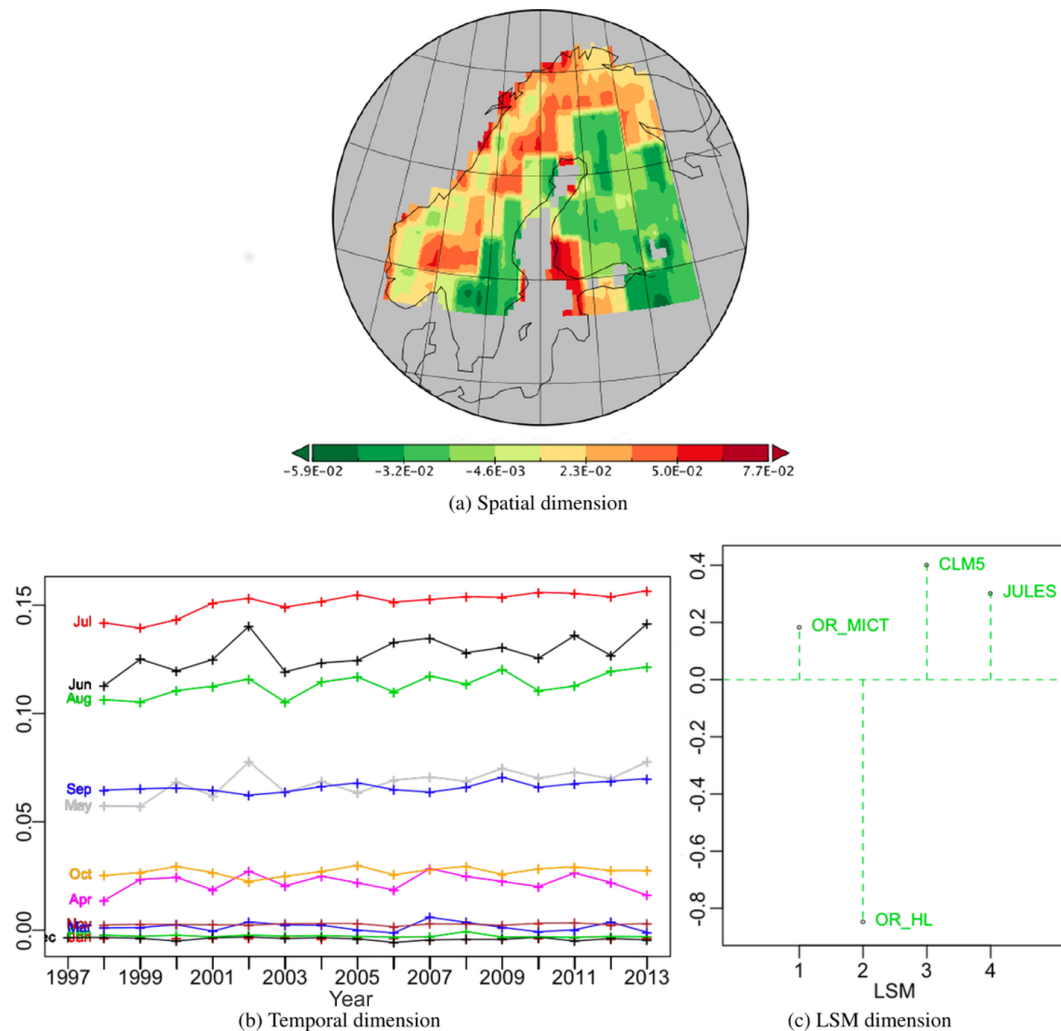 -5.9E-02 -3.2E-02 -4.6E-03 2.3E-02 5.0E-02 7.7E-02
(a) Spatial dimension
0.15
0.10
0.05
0.00
Jul
Jun
Aug
Sep
May
Oct
Apr
Nov
Mar
Jan
1997 1999 2001 2003 2005 2007 2009 2011 2013
Year
(b) Temporal dimension
0.4
0.2
0.0
-0.2
-0.4
-0.6
-0.8
CLM5
JULES
OR_MICT
OR_HL
1 2 3 4
LSM
(c) LSM dimension